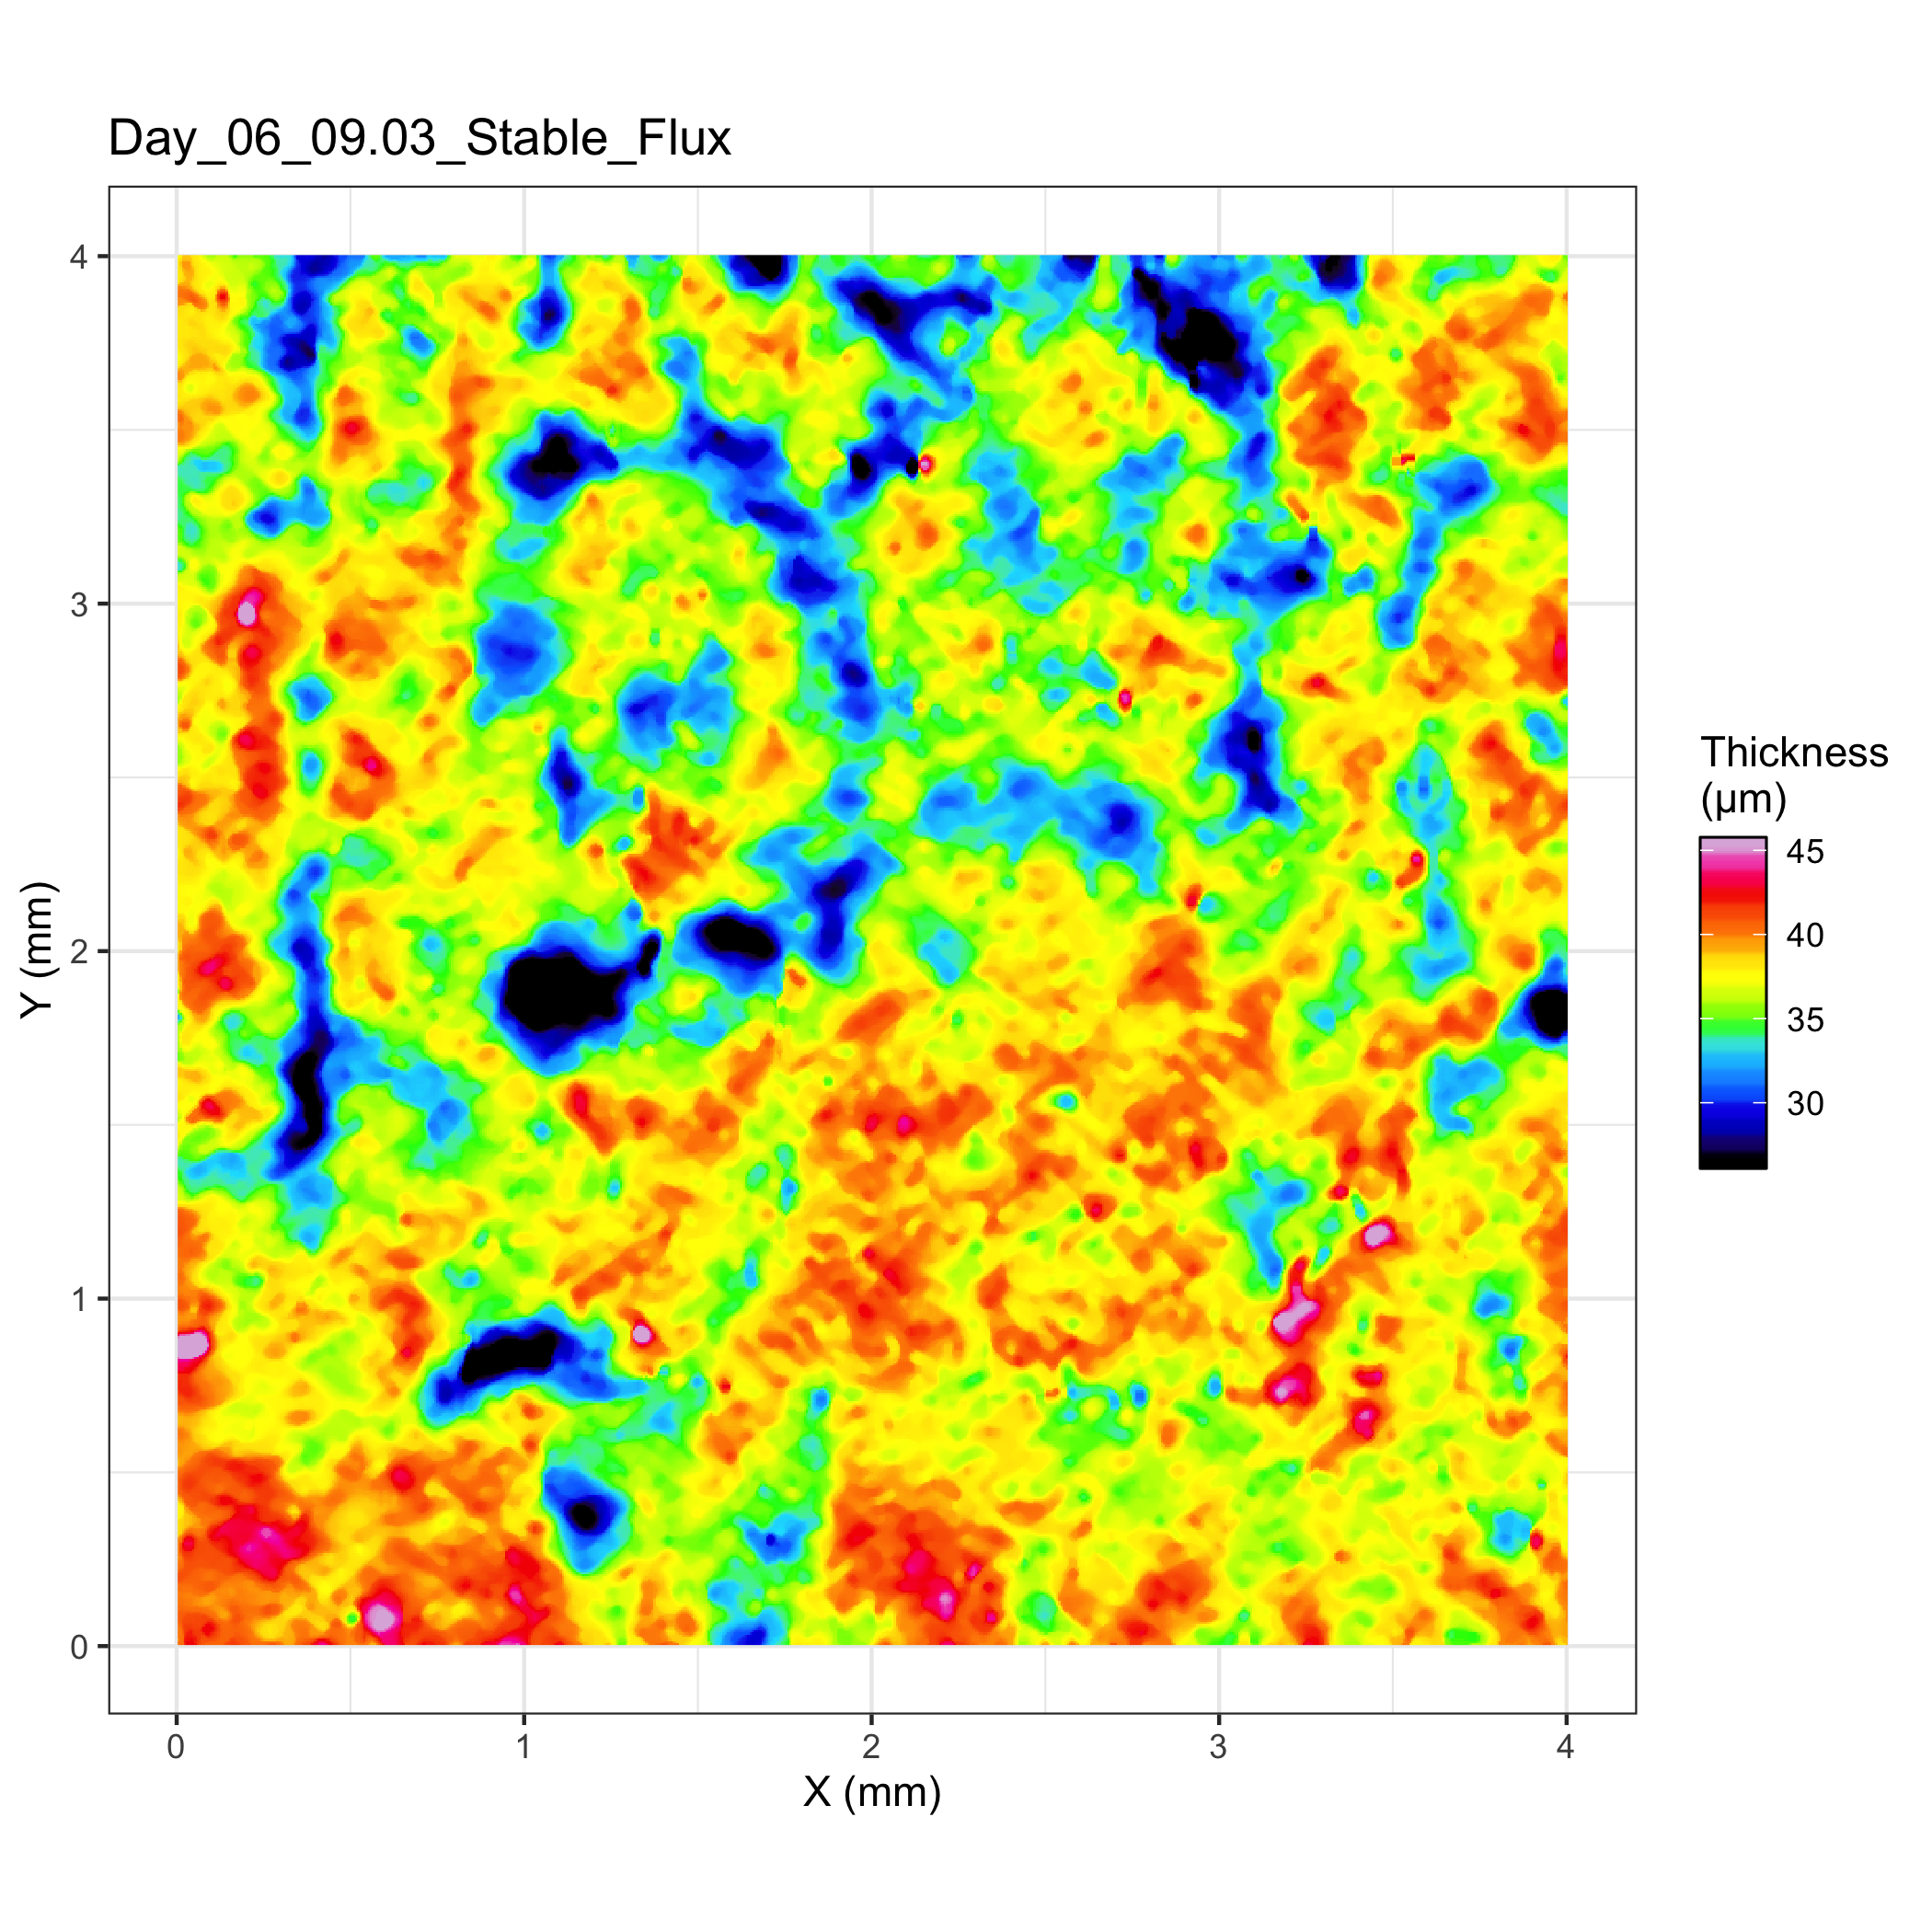 Day_06_09.03_Stable_Flux
4
3
2
1
0
Y (mm)
0 1 2 3 4
X (mm)
Thickness
(μm)
45
40
35
30